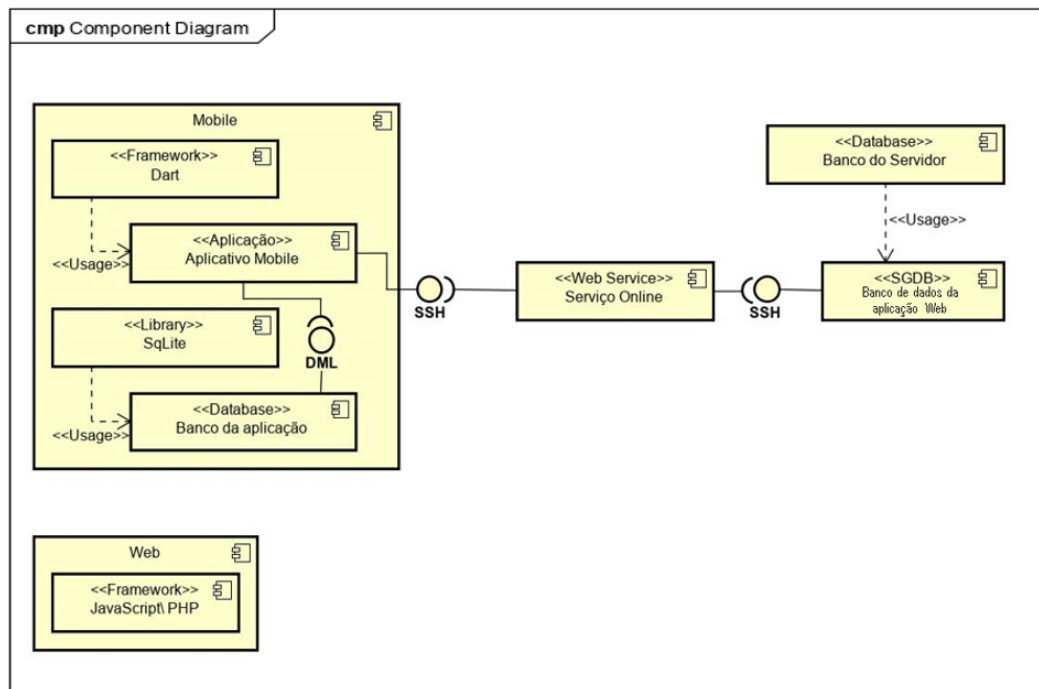 cmp Component Diagram
Mobile
<<Framework>>
Dart
<<Usage>>
<<Aplicação>>
Aplicativo Mobile
<<Library>>
SqLite
DML
<<Usage>>
<<Database>>
Banco da aplicação
SSH
<<Web Service>>
Serviço Online
SSH
<<Database>>
Banco do Servidor
<<Usage>>
<<SGDB>>
Banco de dados da
aplicação Web
Web
<<Framework>>
JavaScript\ PHP